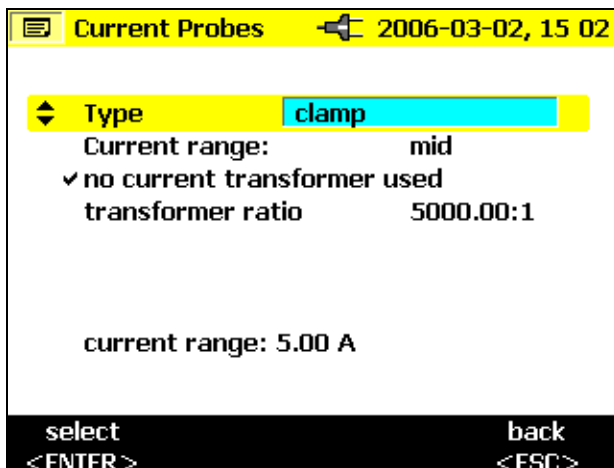 Current Probes 2006-03-02, 15 02
Type clamp
Current range: mid
no current transformer used
transformer ratio 5000.00:1
current range: 5.00 A
select back
<ENTER> <ESC>